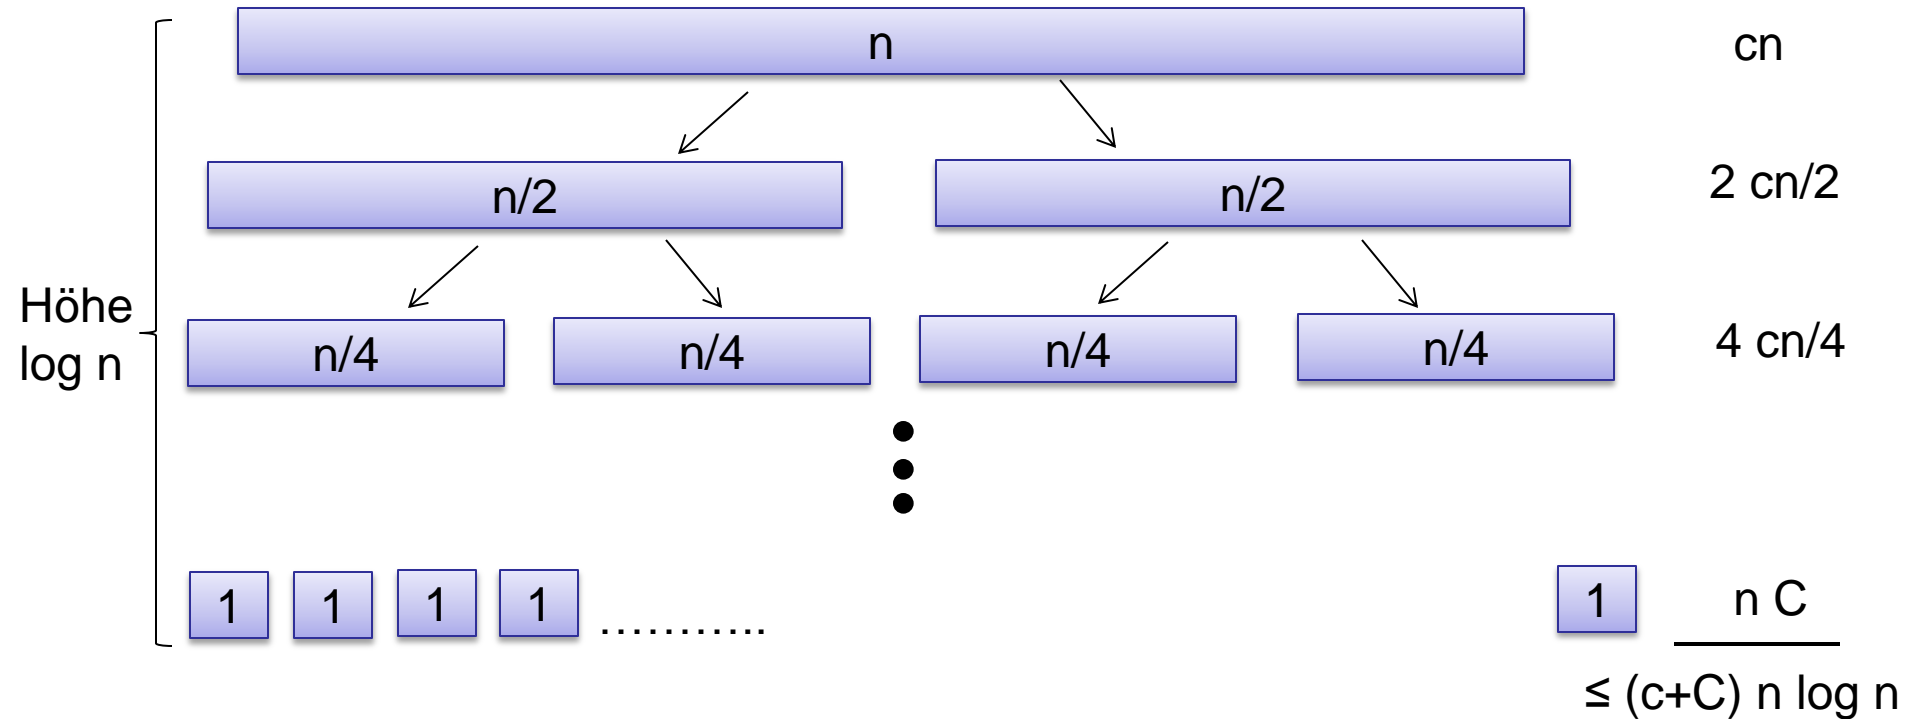 n
cn
n/2
n/2
2 cn/2
Höhe
log n
n/4
n/4
n/4
n/4
4 cn/4
1
1
1
1
...........
1
n C
≤ (c+C) n log n